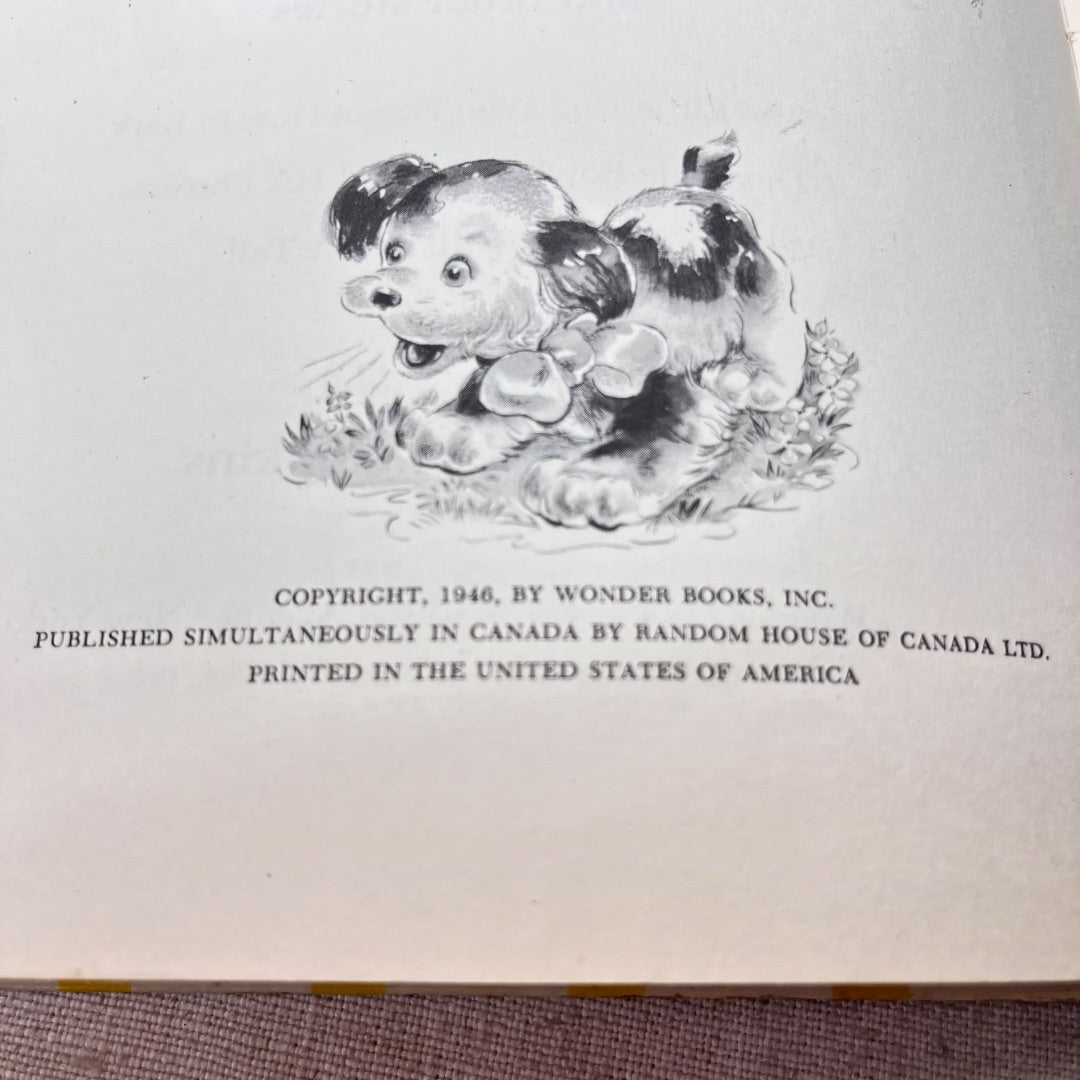 COPYRIGHT, 1946, BY WONDER BOOKS, INC.
PUBLISHED SIMULTANEOUSLY IN CANADA BY RANDOM HOUSE OF CANADA LTD.
PRINTED IN THE UNITED STATES OF AMERICA